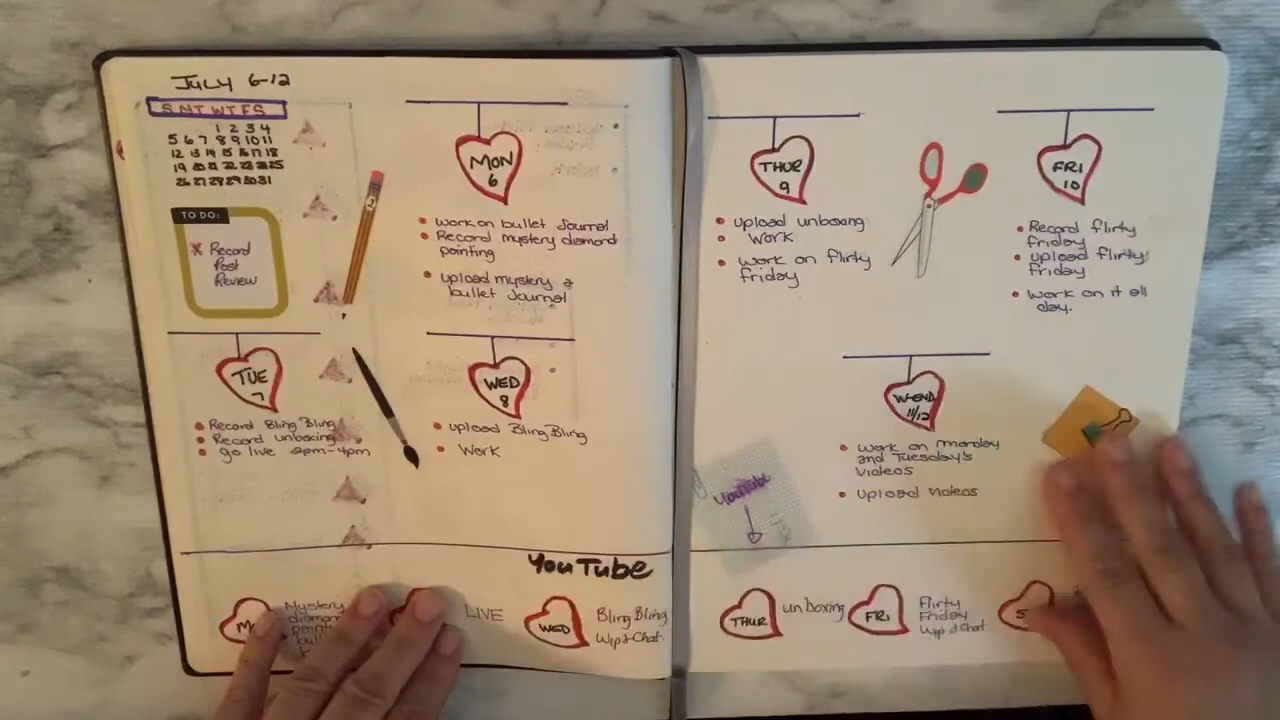 JULY 6-12
S M T W T F S
1 2 3 4
5 6 7 8 9 10 11
12 13 14 15 16 17 18
19 20 21 22 23 24 25
26 27 28 29 30 31
TO DO:
X Record
Post
Review
MON
6
Work on bullet Journal
Record mystery diamond
painting
upload mystery &
bullet Journal
TUE
7
Record Bling Bling
Record unboxing
go live 2pm-4pm
WED
8
upload Bling Bling
Work
THUR
9
upload unboxing
Work
Work on flirty
friday
FRI
10
Record flirty
friday
upload flirty
friday
Work on it all
day.
W-END
11/12
Work on monday
and Tuesday's
Videos
Upload videos
YouTube
YouTube
Mystery
LIVE
WED
Bling Bling
Wip & Chat
THUR
unboxing
FRI
Flirty
Friday
Wip & Chat